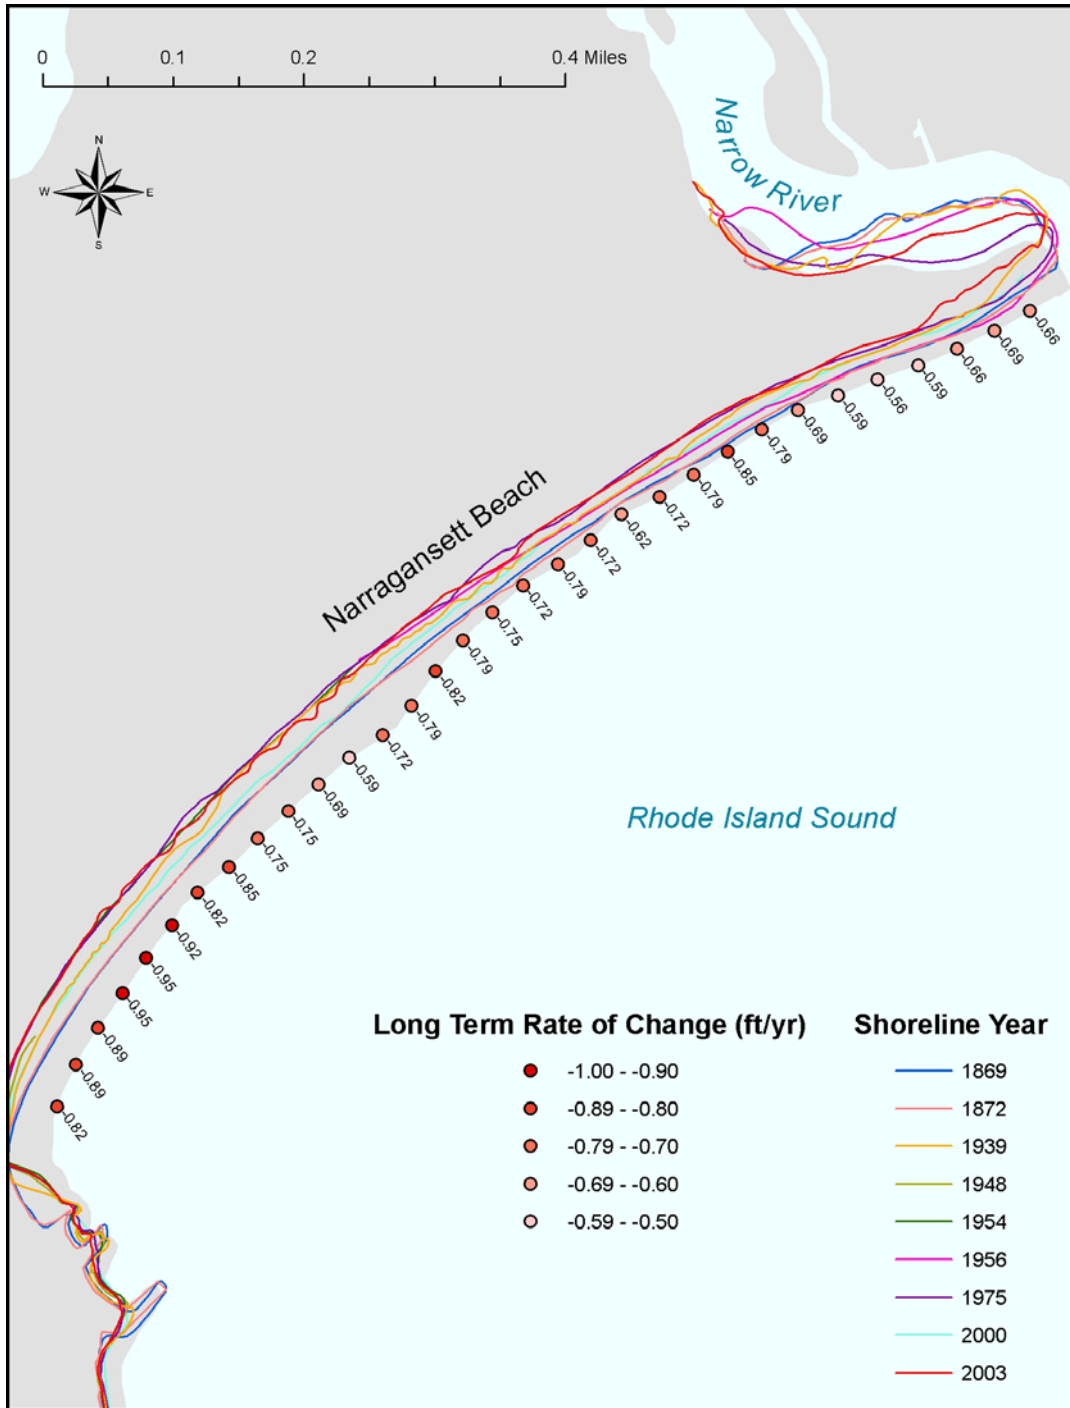 0 0.1 0.2 0.4 Miles
N
W E
S
Narrow River
-0.66
-0.69
-0.66
-0.59
-0.56
-0.59
-0.69
-0.79
-0.85
-0.79
-0.72
-0.62
-0.72
-0.79
-0.72
-0.75
-0.79
-0.82
-0.79
-0.72
-0.59
-0.69
-0.75
-0.75
-0.85
-0.82
-0.92
-0.95
-0.95
-0.89
-0.89
-0.82
Narragansett Beach
Rhode Island Sound
Long Term Rate of Change (ft/yr)
-1.00 - -0.90
-0.89 - -0.80
-0.79 - -0.70
-0.69 - -0.60
-0.59 - -0.50
Shoreline Year
1869
1872
1939
1948
1954
1956
1975
2000
2003